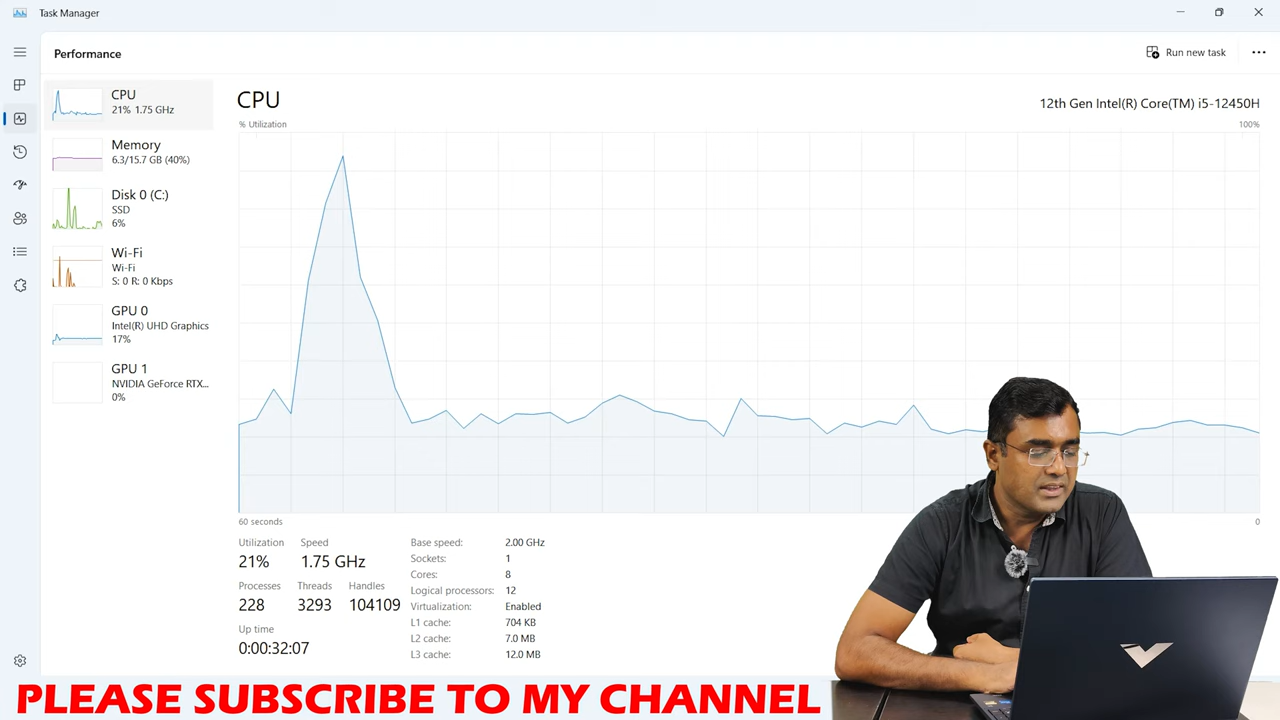 Task Manager
Performance
Run new task
CPU
21% 1.75 GHz
Memory
6.3/15.7 GB (40%)
Disk 0 (C:)
SSD
6%
Wi-Fi
Wi-Fi
S: 0 R: 0 Kbps
GPU 0
Intel(R) UHD Graphics
17%
GPU 1
NVIDIA GeForce RTX...
0%
CPU
12th Gen Intel(R) Core(TM) i5-12450H
% Utilization
100%
60 seconds
0
Utilization
21%
Speed
1.75 GHz
Processes
228
Threads
3293
Handles
104109
Up time
0:00:32:07
Base speed: 2.00 GHz
Sockets: 1
Cores: 8
Logical processors: 12
Virtualization: Enabled
L1 cache: 704 KB
L2 cache: 7.0 MB
L3 cache: 12.0 MB
PLEASE SUBSCRIBE TO MY CHANNEL